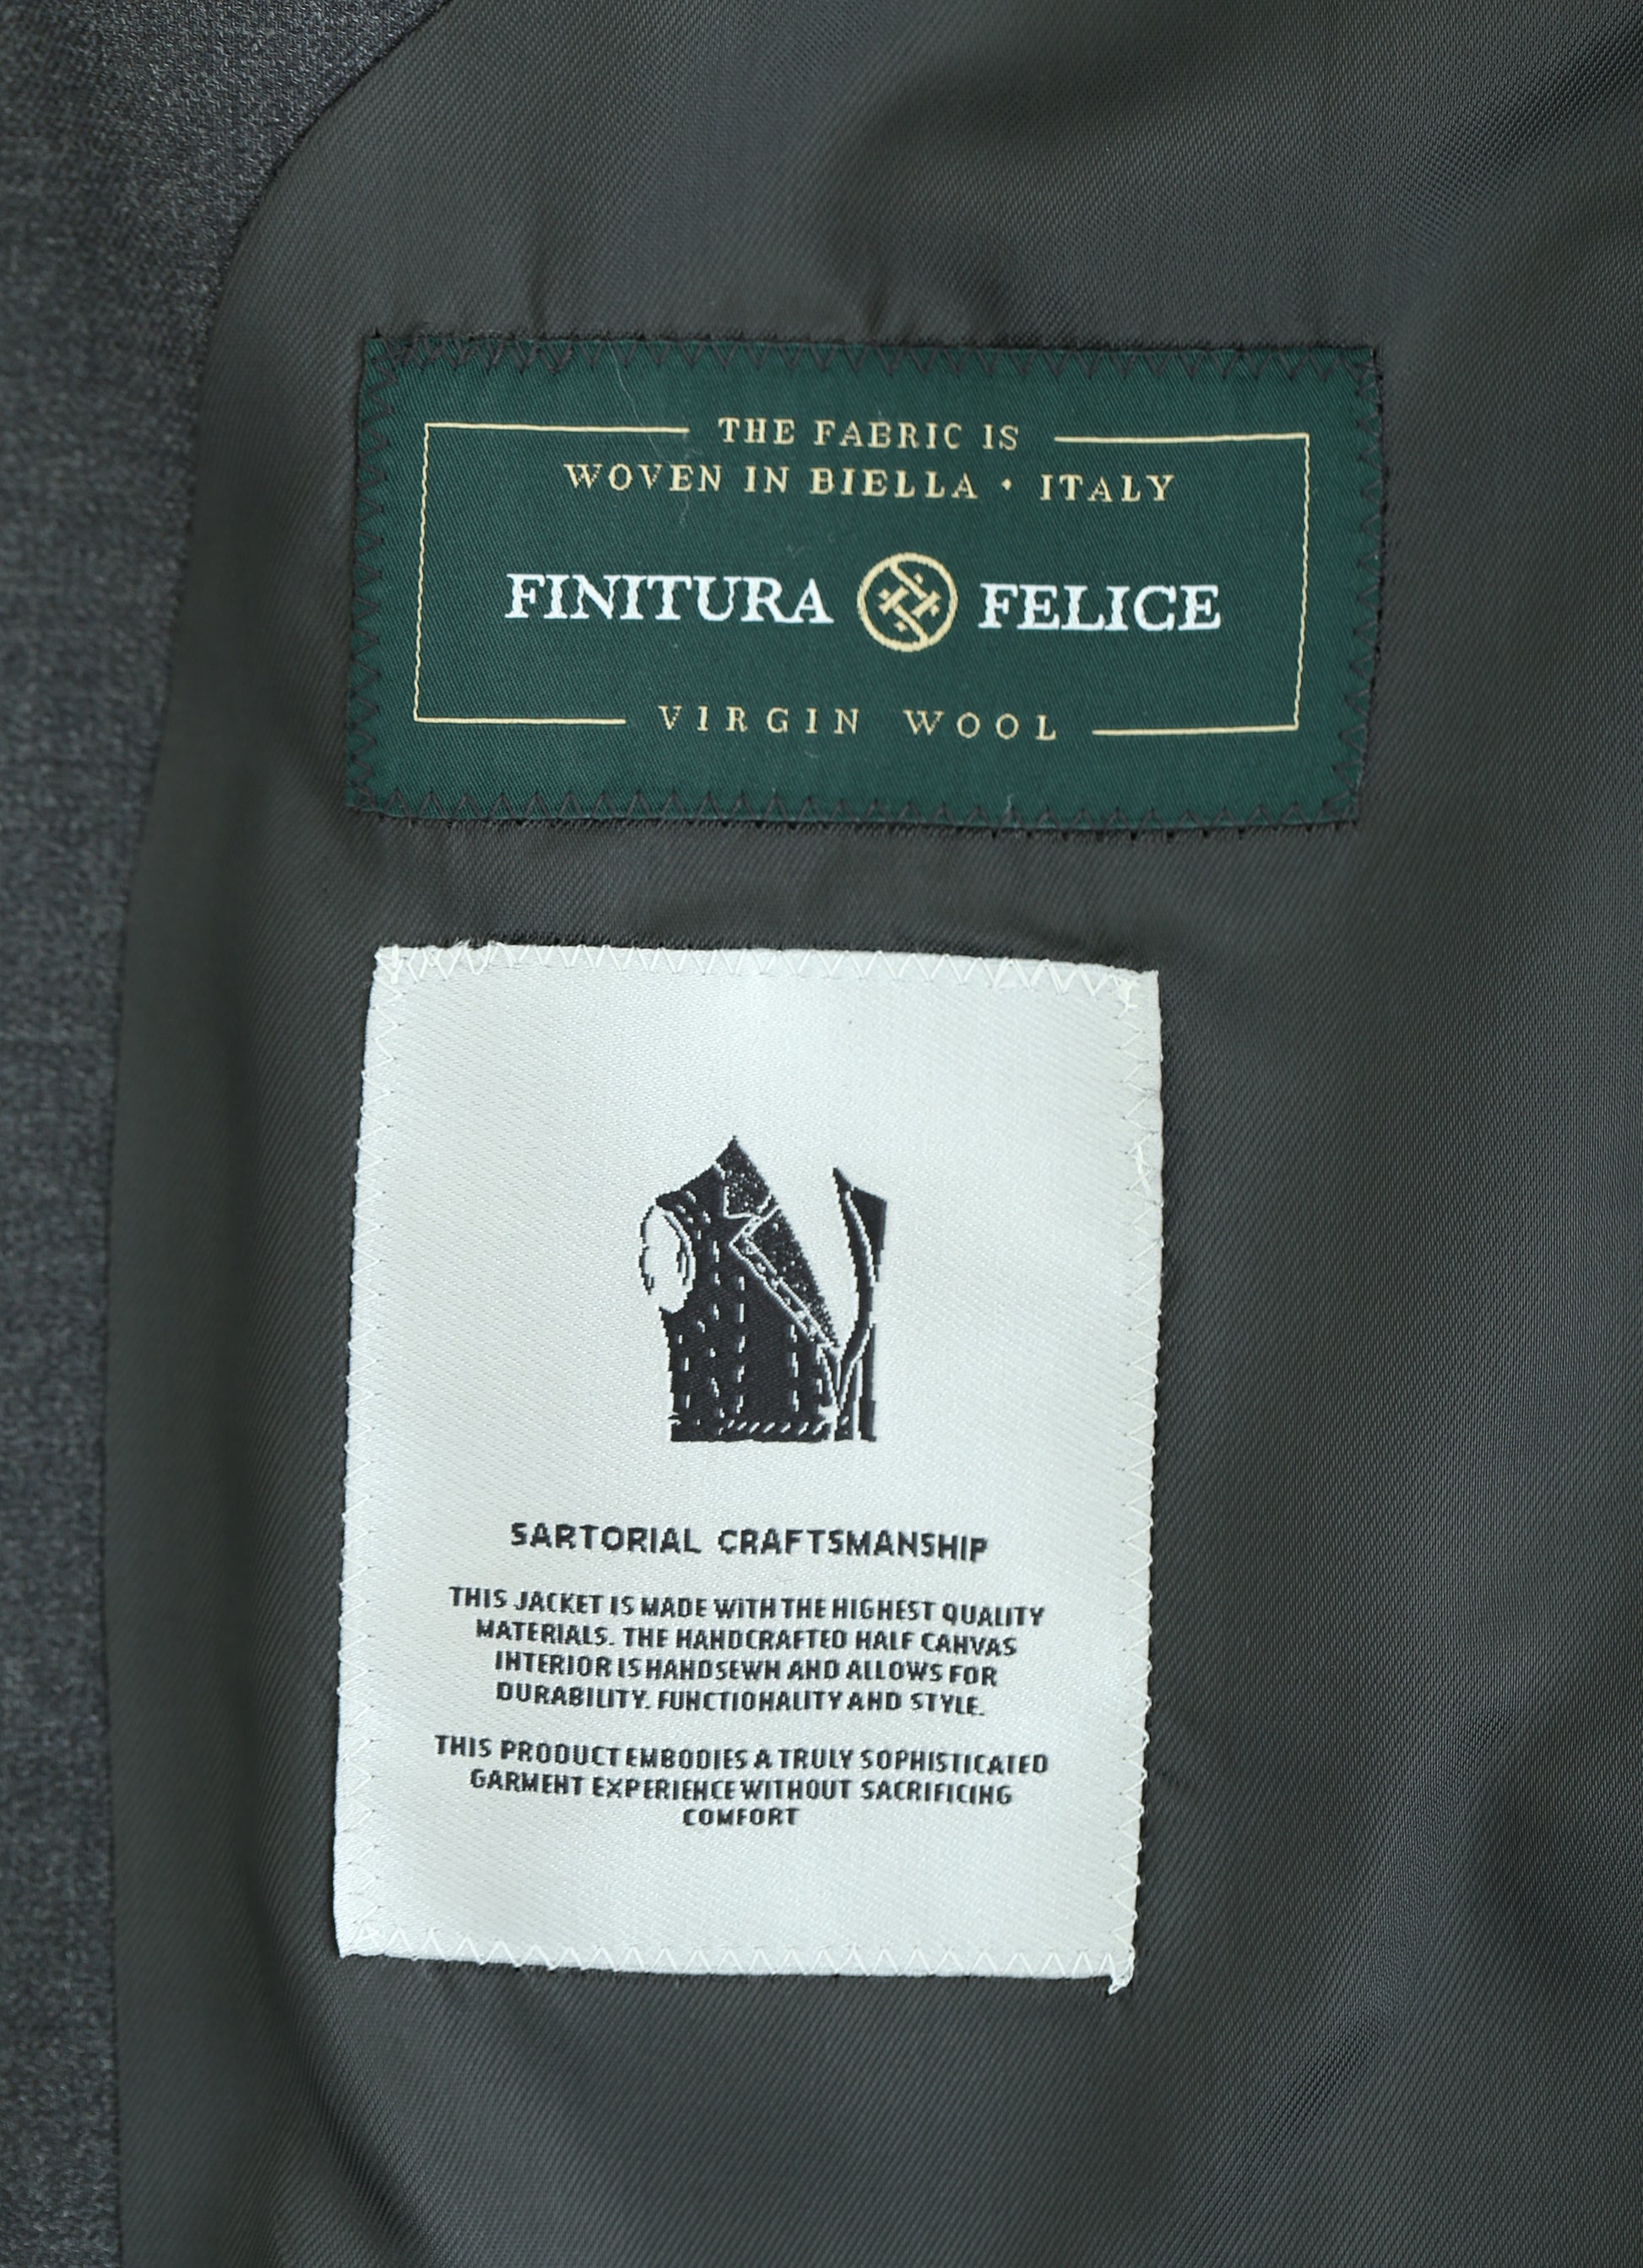 THE FABRIC IS
WOVEN IN BIELLA • ITALY
FINITURA FELICE
VIRGIN WOOL
SARTORIAL CRAFTSMANSHIP
THIS JACKET IS MADE WITH THE HIGHEST QUALITY
MATERIALS. THE HANDCRAFTED HALF CANVAS
INTERIOR IS HANDSEWN AND ALLOWS FOR
DURABILITY. FUNCTIONALITY AND STYLE.
THIS PRODUCT EMBODIES A TRULY SOPHISTICATED
GARMENT EXPERIENCE WITHOUT SACRIFICING
COMFORT